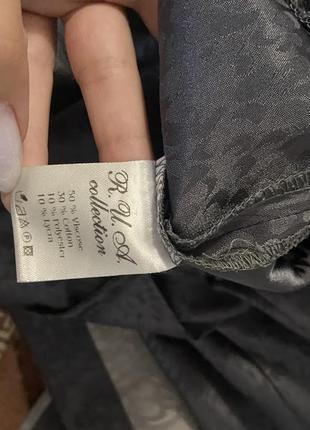 R.U.A.
collection
50 % Viscose
30 % Cotton
10 % Polyester
10 % Lycra